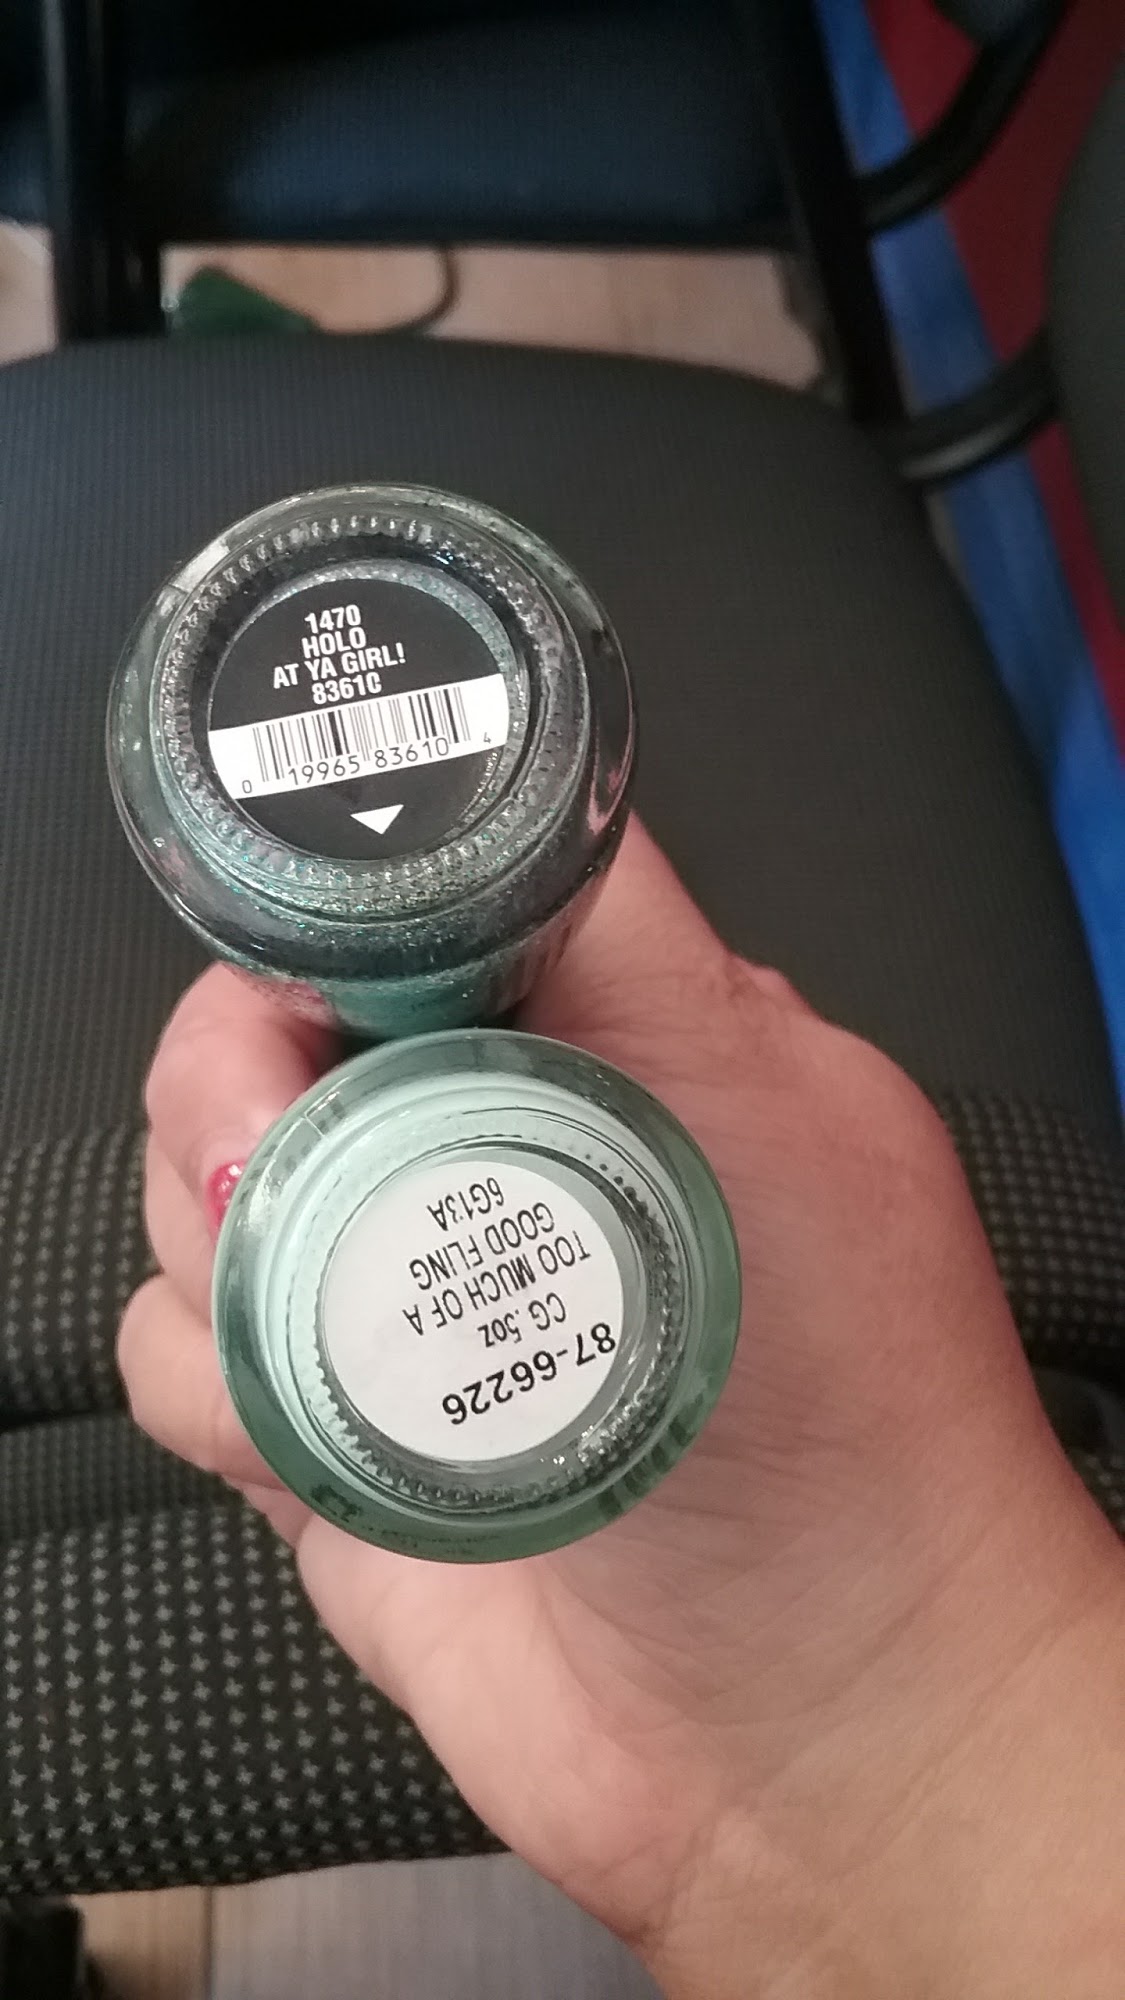 1470
HOLO
AT YA GIRL!
83610
0 19965 83610 4
87-66226
CG .5oz
TOO MUCH OF A
GOOD FLING
6G13A